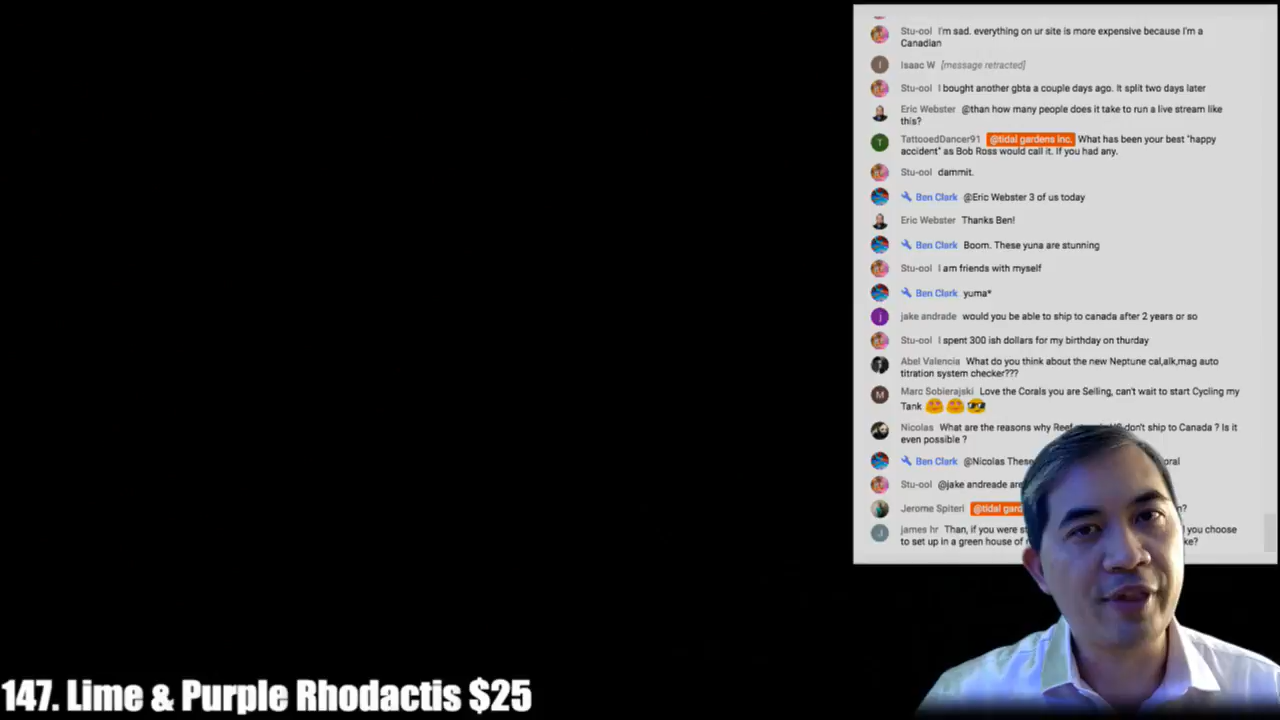 Stu-ool I'm sad. everything on ur site is more expensive because I'm a
Canadian
Isaac W [message retracted]
Stu-ool I bought another gbta a couple days ago. It split two days later
Eric Webster @than how many people does it take to run a live stream like
this?
TattooedDancer91 @tidal gardens inc. What has been your best "happy
accident" as Bob Ross would call it. If you had any.
Stu-ool dammit.
Ben Clark @Eric Webster 3 of us today
Eric Webster Thanks Ben!
Ben Clark Boom. These yuna are stunning
Stu-ool I am friends with myself
Ben Clark yuma*
jake andrade would you be able to ship to canada after 2 years or so
Stu-ool I spent 300 ish dollars for my birthday on thurday
Abel Valencia What do you think about the new Neptune cal,alk,mag auto
titration system checker???
Marc Sobierajski Love the Corals you are Selling, can't wait to start Cycling my
Tank
Nicolas What are the reasons why Reef US don't ship to Canada ? Is it
even possible ?
Ben Clark @Nicolas These oral
Stu-ool @jake andreade are
Jerome Spiteri @tidal gard ?
james hr Than, if you were st you choose
to set up in a green house of ke?
147. Lime & Purple Rhodactis $25